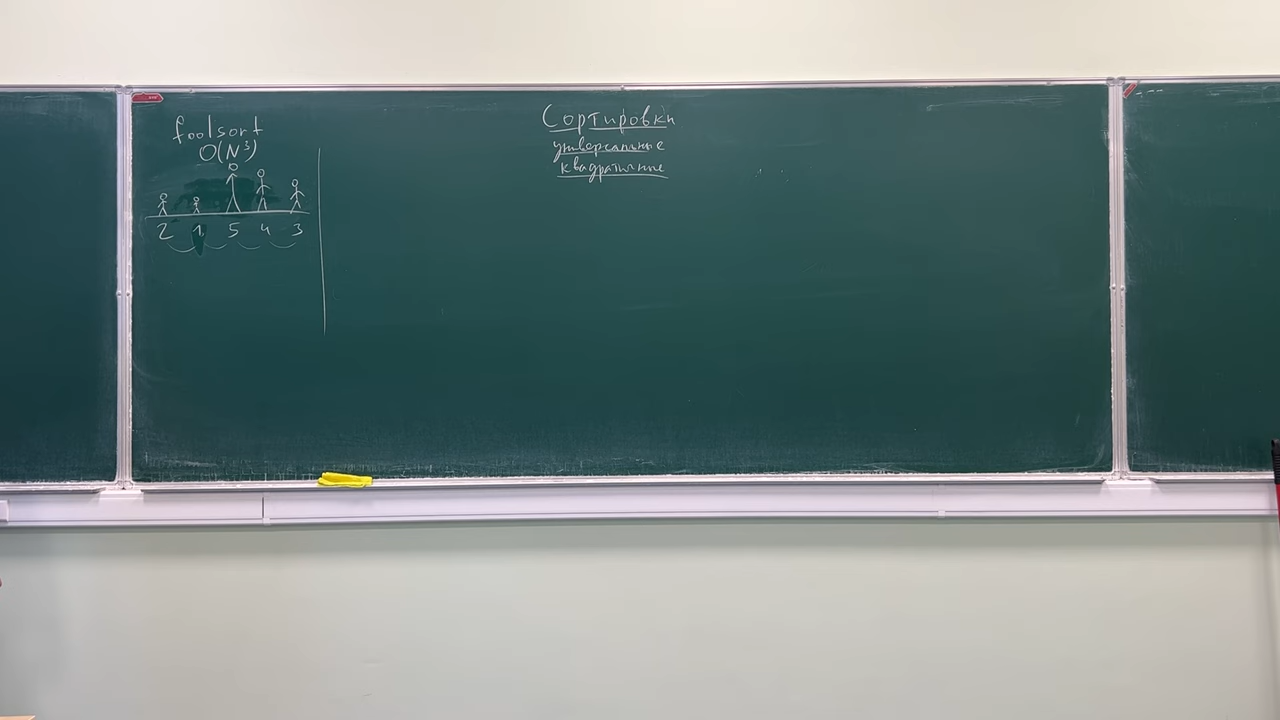 foolsort
O(N³)
2 1 5 4 3
Сортировки
универсальные
квадратичные